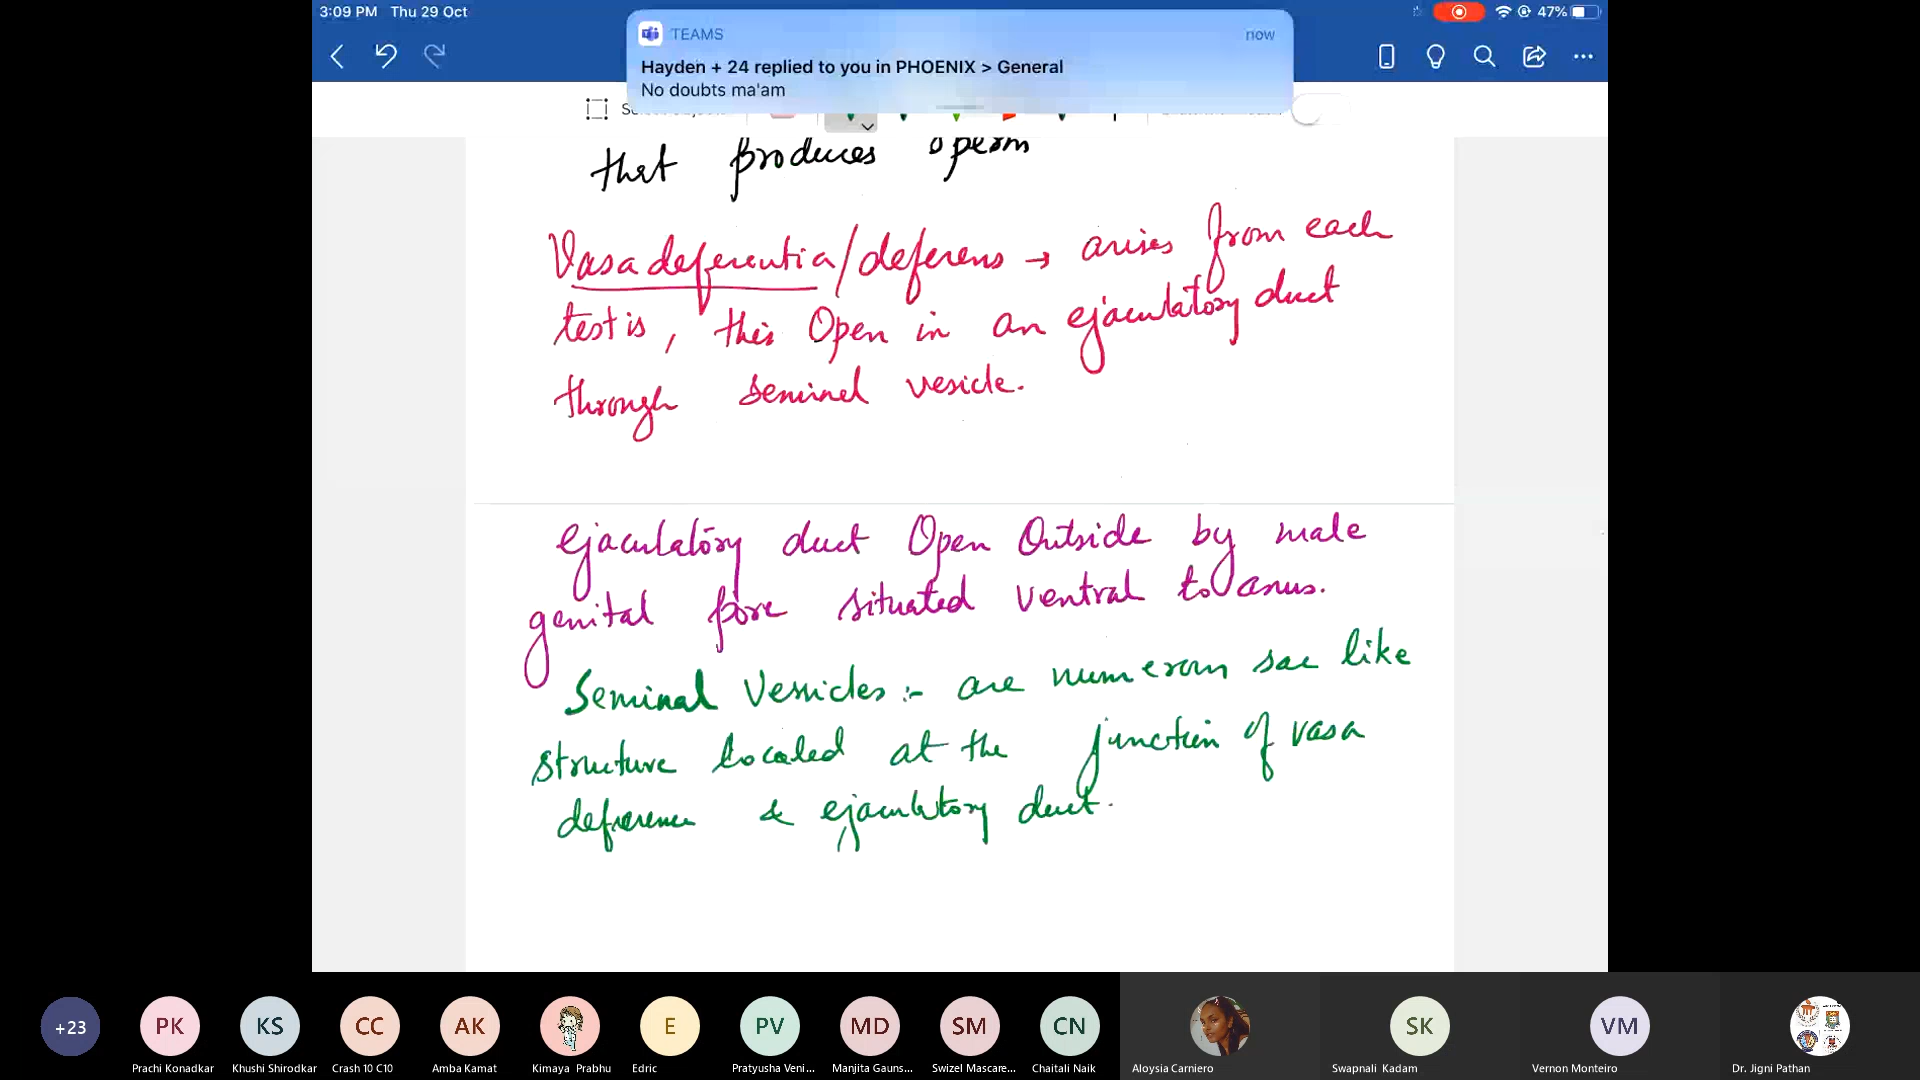 3:09 PM Thu 29 Oct
47%
TEAMS
now
Hayden + 24 replied to you in PHOENIX > General
No doubts ma'am
that produces sperm
Vasa deferentia/deferens → arises from each
testis, this Open in an ejaculatory duct
through seminal vesicle.
Ejaculatory duct Open Outside by male
genital pore situated ventral to anus.
Seminal Vesicles :- are numerous sac like
structure located at the junction of vasa
deference & ejaculatory duct.
+23
PK
KS
CC
AK
E
PV
MD
SM
CN
SK
VM
Prachi Konadkar
Khushi Shirodkar
Crash 10 C10
Amba Kamat
Kimaya Prabhu
Edric
Pratyusha Veni...
Manjita Gauns...
Swizel Mascare...
Chaitali Naik
Aloysia Carniero
Swapnali Kadam
Vernon Monteiro
Dr. Jigni Pathan